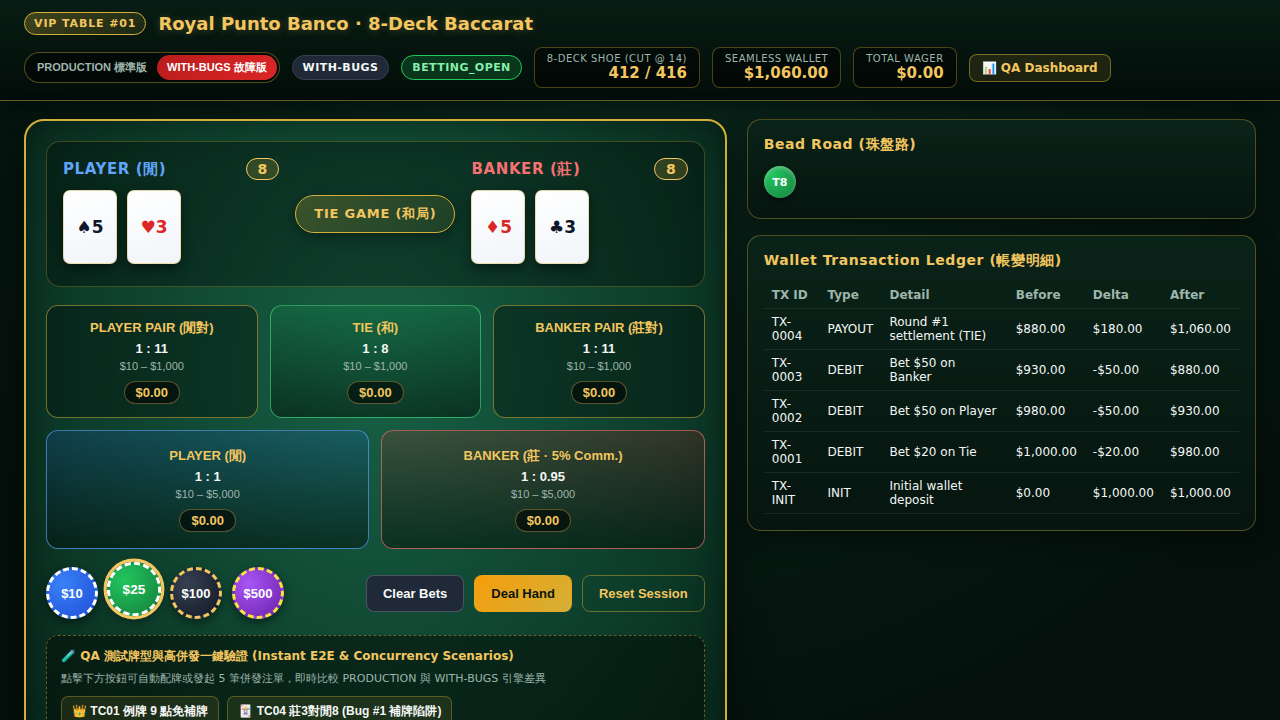 VIP TABLE #01
Royal Punto Banco · 8-Deck Baccarat
PRODUCTION 標準版
WITH-BUGS 故障版
WITH-BUGS
BETTING_OPEN
8-DECK SHOE (CUT @ 14)
412 / 416
SEAMLESS WALLET
$1,060.00
TOTAL WAGER
$0.00
📊 QA Dashboard
PLAYER (閒)
8
♠5
♥3
TIE GAME (和局)
BANKER (莊)
8
♦5
♣3
PLAYER PAIR (閒對)
1 : 11
$10 – $1,000
$0.00
TIE (和)
1 : 8
$10 – $1,000
$0.00
BANKER PAIR (莊對)
1 : 11
$10 – $1,000
$0.00
PLAYER (閒)
1 : 1
$10 – $5,000
$0.00
BANKER (莊 · 5% Comm.)
1 : 0.95
$10 – $5,000
$0.00
$10
$25
$100
$500
Clear Bets
Deal Hand
Reset Session
🧪 QA 測試牌型與高併發一鍵驗證 (Instant E2E & Concurrency Scenarios)
點擊下方按鈕可自動配牌或發起 5 筆併發注單，即時比較 PRODUCTION 與 WITH-BUGS 引擎差異
👑 TC01 例牌 9 點免補牌
🃏 TC04 莊3對閒8 (Bug #1 補牌陷阱)
Bead Road (珠盤路)
T8
Wallet Transaction Ledger (帳變明細)
TX ID Type Detail Before Delta After
TX-0004 PAYOUT Round #1 settlement (TIE) $880.00 $180.00 $1,060.00
TX-0003 DEBIT Bet $50 on Banker $930.00 -$50.00 $880.00
TX-0002 DEBIT Bet $50 on Player $980.00 -$50.00 $930.00
TX-0001 DEBIT Bet $20 on Tie $1,000.00 -$20.00 $980.00
TX-INIT INIT Initial wallet deposit $0.00 $1,000.00 $1,000.00